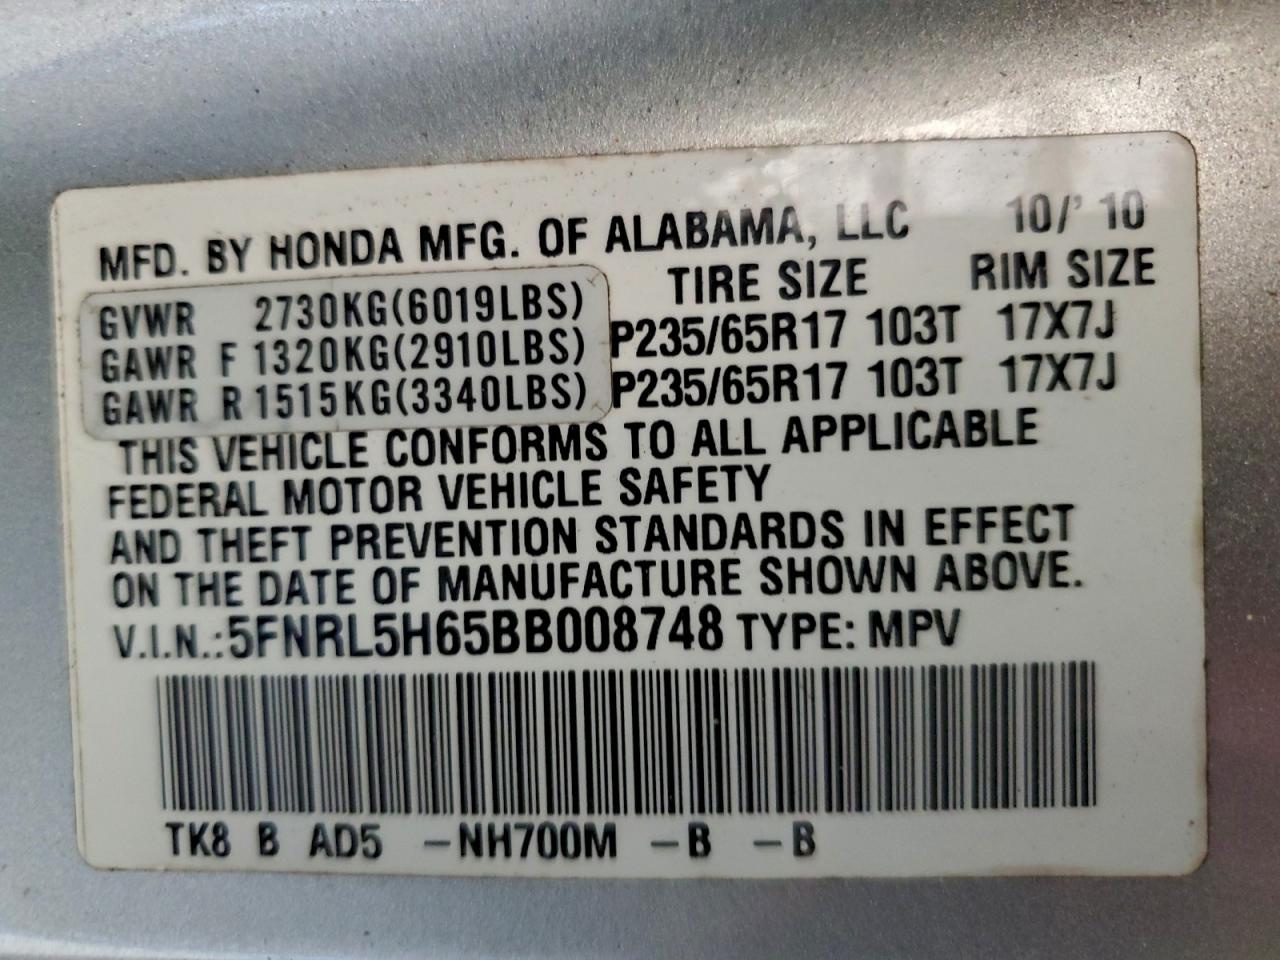 MFD. BY HONDA MFG. OF ALABAMA, LLC 10/' 10
TIRE SIZE RIM SIZE
GVWR 2730KG(6019LBS)
GAWR F 1320KG(2910LBS) P235/65R17 103T 17X7J
GAWR R 1515KG(3340LBS) P235/65R17 103T 17X7J
THIS VEHICLE CONFORMS TO ALL APPLICABLE
FEDERAL MOTOR VEHICLE SAFETY
AND THEFT PREVENTION STANDARDS IN EFFECT
ON THE DATE OF MANUFACTURE SHOWN ABOVE.
V.I.N.:5FNRL5H65BB008748 TYPE: MPV
TK8 B AD5 -NH700M -B -B